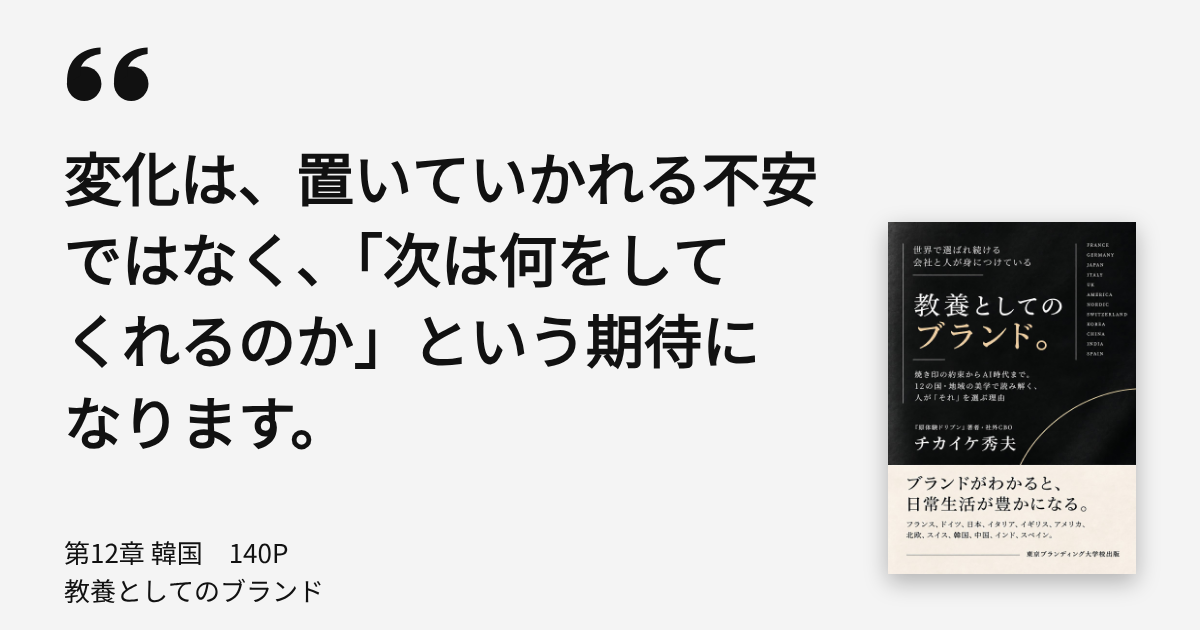 “
変化は、置いていかれる不安
ではなく、「次は何をして
くれるのか」という期待に
なります。
第12章 韓国　140P
教養としてのブランド
世界で選ばれ続ける
会社と人が身につけている
教養としての
ブランド。
焼き印の約束からAI時代まで。
12の国・地域の美学で読み解く、
人が「それ」を選ぶ理由
『原体験ドリブン』著者・社外CBO
チカイケ秀夫
FRANCE
GERMANY
JAPAN
ITALY
UK
AMERICA
NORDIC
SWITZERLAND
KOREA
CHINA
INDIA
SPAIN
ブランドがわかると、
日常生活が豊かになる。
フランス、ドイツ、日本、イタリア、イギリス、アメリカ、
北欧、スイス、韓国、中国、インド、スペイン。
東京ブランディング大学校出版